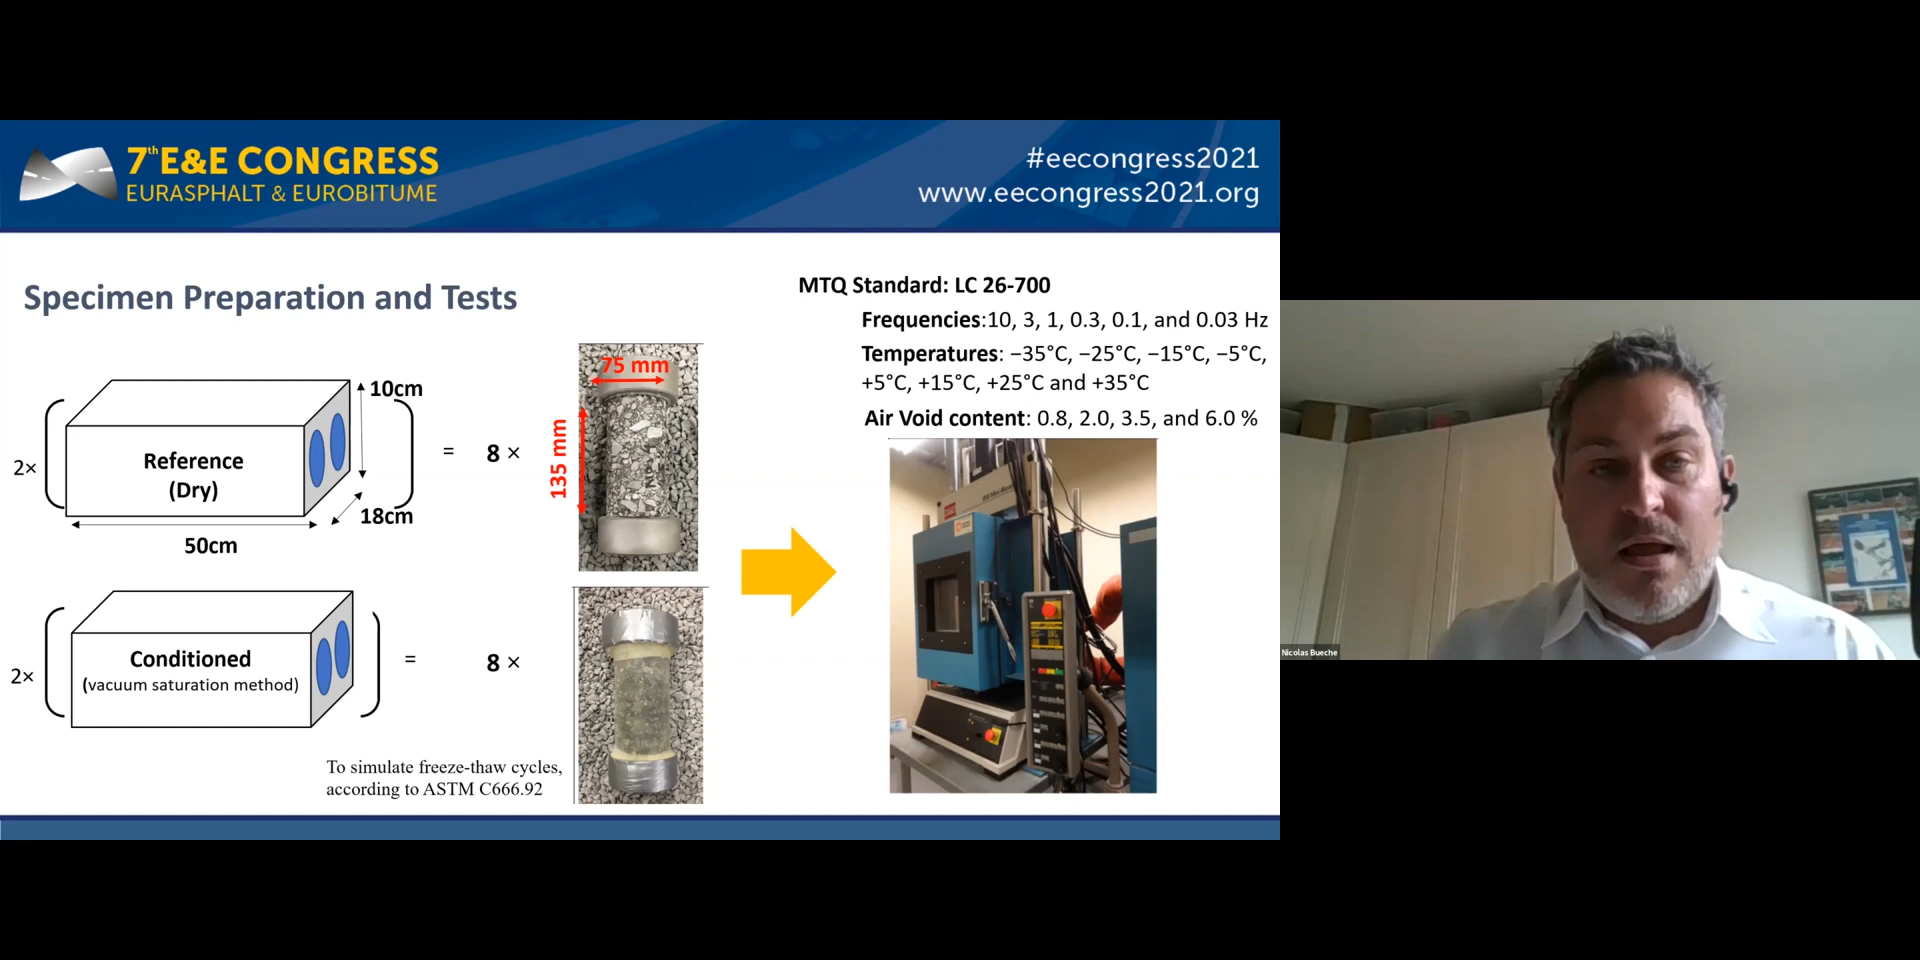 7th E&E CONGRESS
EURASPHALT & EUROBITUME
#eecongress2021
www.eecongress2021.org
Specimen Preparation and Tests
MTQ Standard: LC 26-700
Frequencies:10, 3, 1, 0.3, 0.1, and 0.03 Hz
Temperatures: −35°C, −25°C, −15°C, −5°C,
+5°C, +15°C, +25°C and +35°C
Air Void content: 0.8, 2.0, 3.5, and 6.0 %
2×
Reference
(Dry)
10cm
18cm
50cm
=
8 ×
75 mm
135 mm
2×
Conditioned
(vacuum saturation method)
=
8 ×
To simulate freeze-thaw cycles,
according to ASTM C666.92
Nicolas Bueche